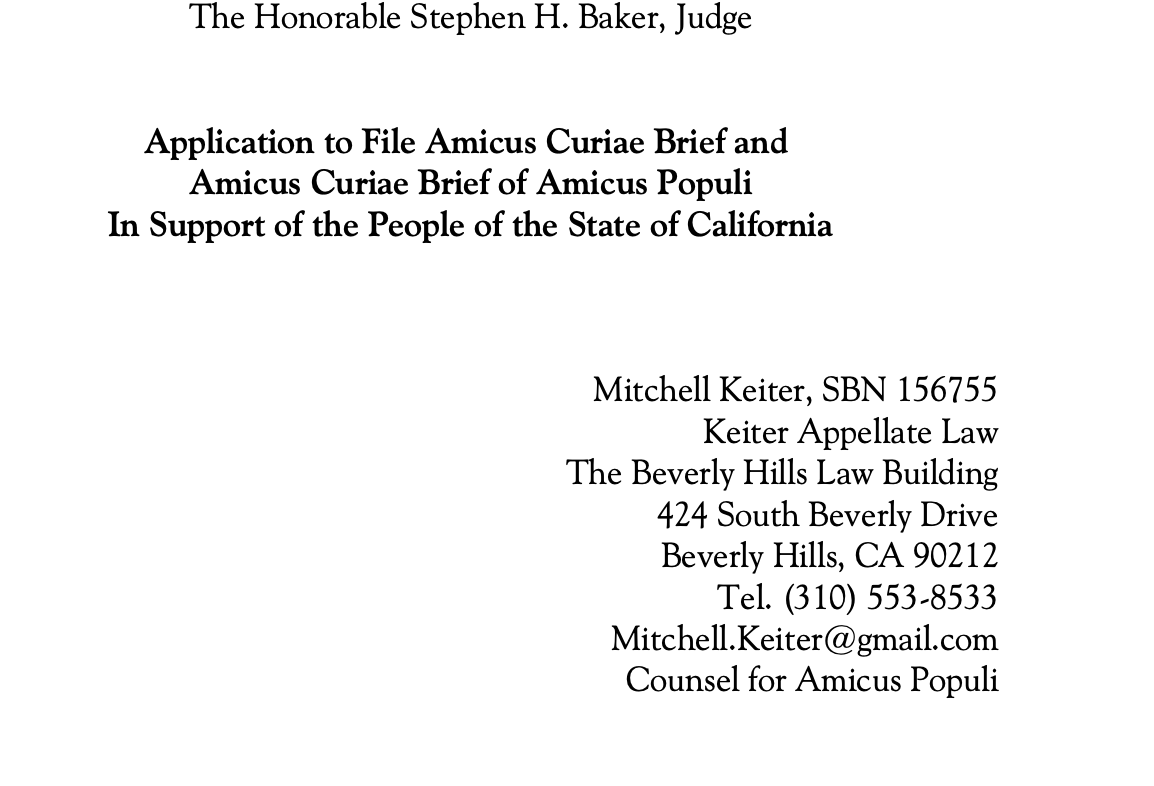 The Honorable Stephen H. Baker, Judge
Application to File Amicus Curiae Brief and
Amicus Curiae Brief of Amicus Populi
In Support of the People of the State of California
Mitchell Keiter, SBN 156755
Keiter Appellate Law
The Beverly Hills Law Building
424 South Beverly Drive
Beverly Hills, CA 90212
Tel. (310) 553-8533
Mitchell.Keiter@gmail.com
Counsel for Amicus Populi